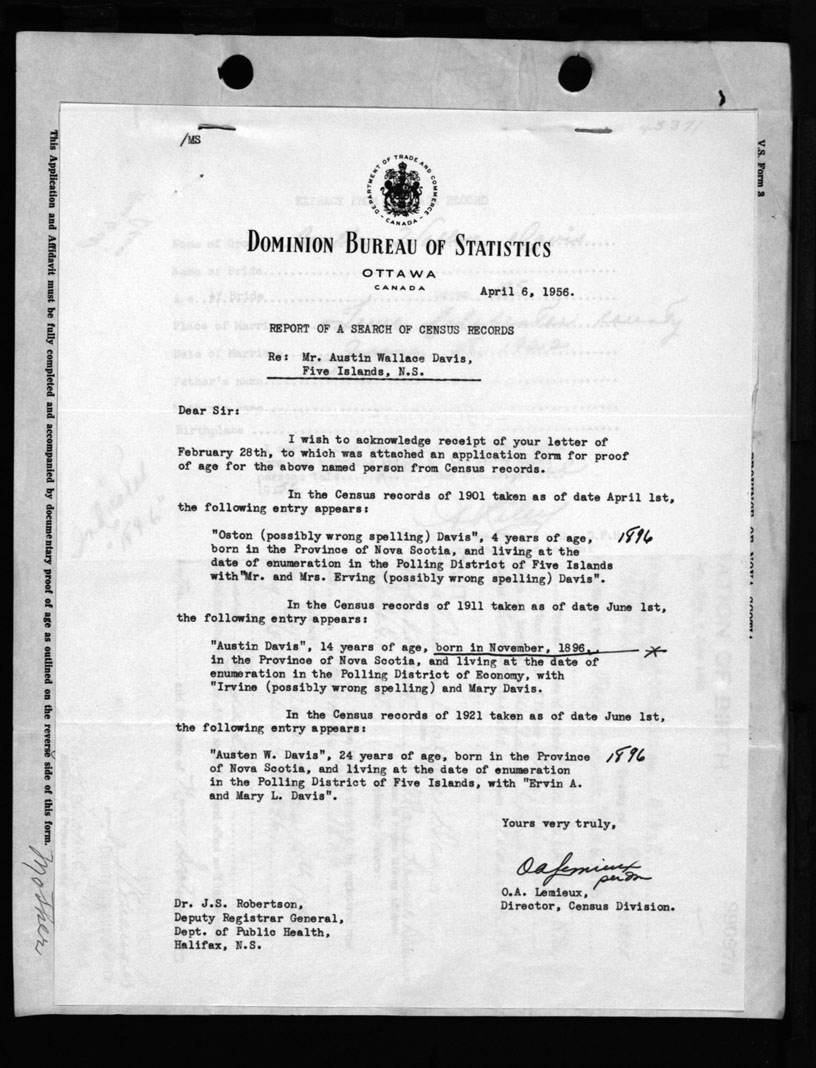 /MS
DEPARTMENT OF TRADE AND COMMERCE
CANADA
DOMINION BUREAU OF STATISTICS
OTTAWA
CANADA
April 6, 1956.
REPORT OF A SEARCH OF CENSUS RECORDS
Re: Mr. Austin Wallace Davis,
Five Islands, N.S.
Dear Sir:
I wish to acknowledge receipt of your letter of
February 28th, to which was attached an application form for proof
of age for the above named person from Census records.
In the Census records of 1901 taken as of date April 1st,
the following entry appears:
"Oston (possibly wrong spelling) Davis", 4 years of age, 1896
born in the Province of Nova Scotia, and living at the
date of enumeration in the Polling District of Five Islands
with"Mr. and Mrs. Erving (possibly wrong spelling) Davis".
In the Census records of 1911 taken as of date June 1st,
the following entry appears:
"Austin Davis", 14 years of age, born in November, 1896
in the Province of Nova Scotia, and living at the date of
enumeration in the Polling District of Economy, with
"Irvine (possibly wrong spelling) and Mary Davis.
In the Census records of 1921 taken as of date June 1st,
the following entry appears:
"Austen W. Davis", 24 years of age, born in the Province 1896
of Nova Scotia, and living at the date of enumeration
in the Polling District of Five Islands, with "Ervin A.
and Mary L. Davis".
Yours very truly,
OA Lemieux
O.A. Lemieux,
Director, Census Division.
Dr. J.S. Robertson,
Deputy Registrar General,
Dept. of Public Health,
Halifax, N.S.
This Application and Affidavit must be fully completed and accompanied by documentary proof of age as outlined on the reverse side of this form.
Mother
V.S. Form 3